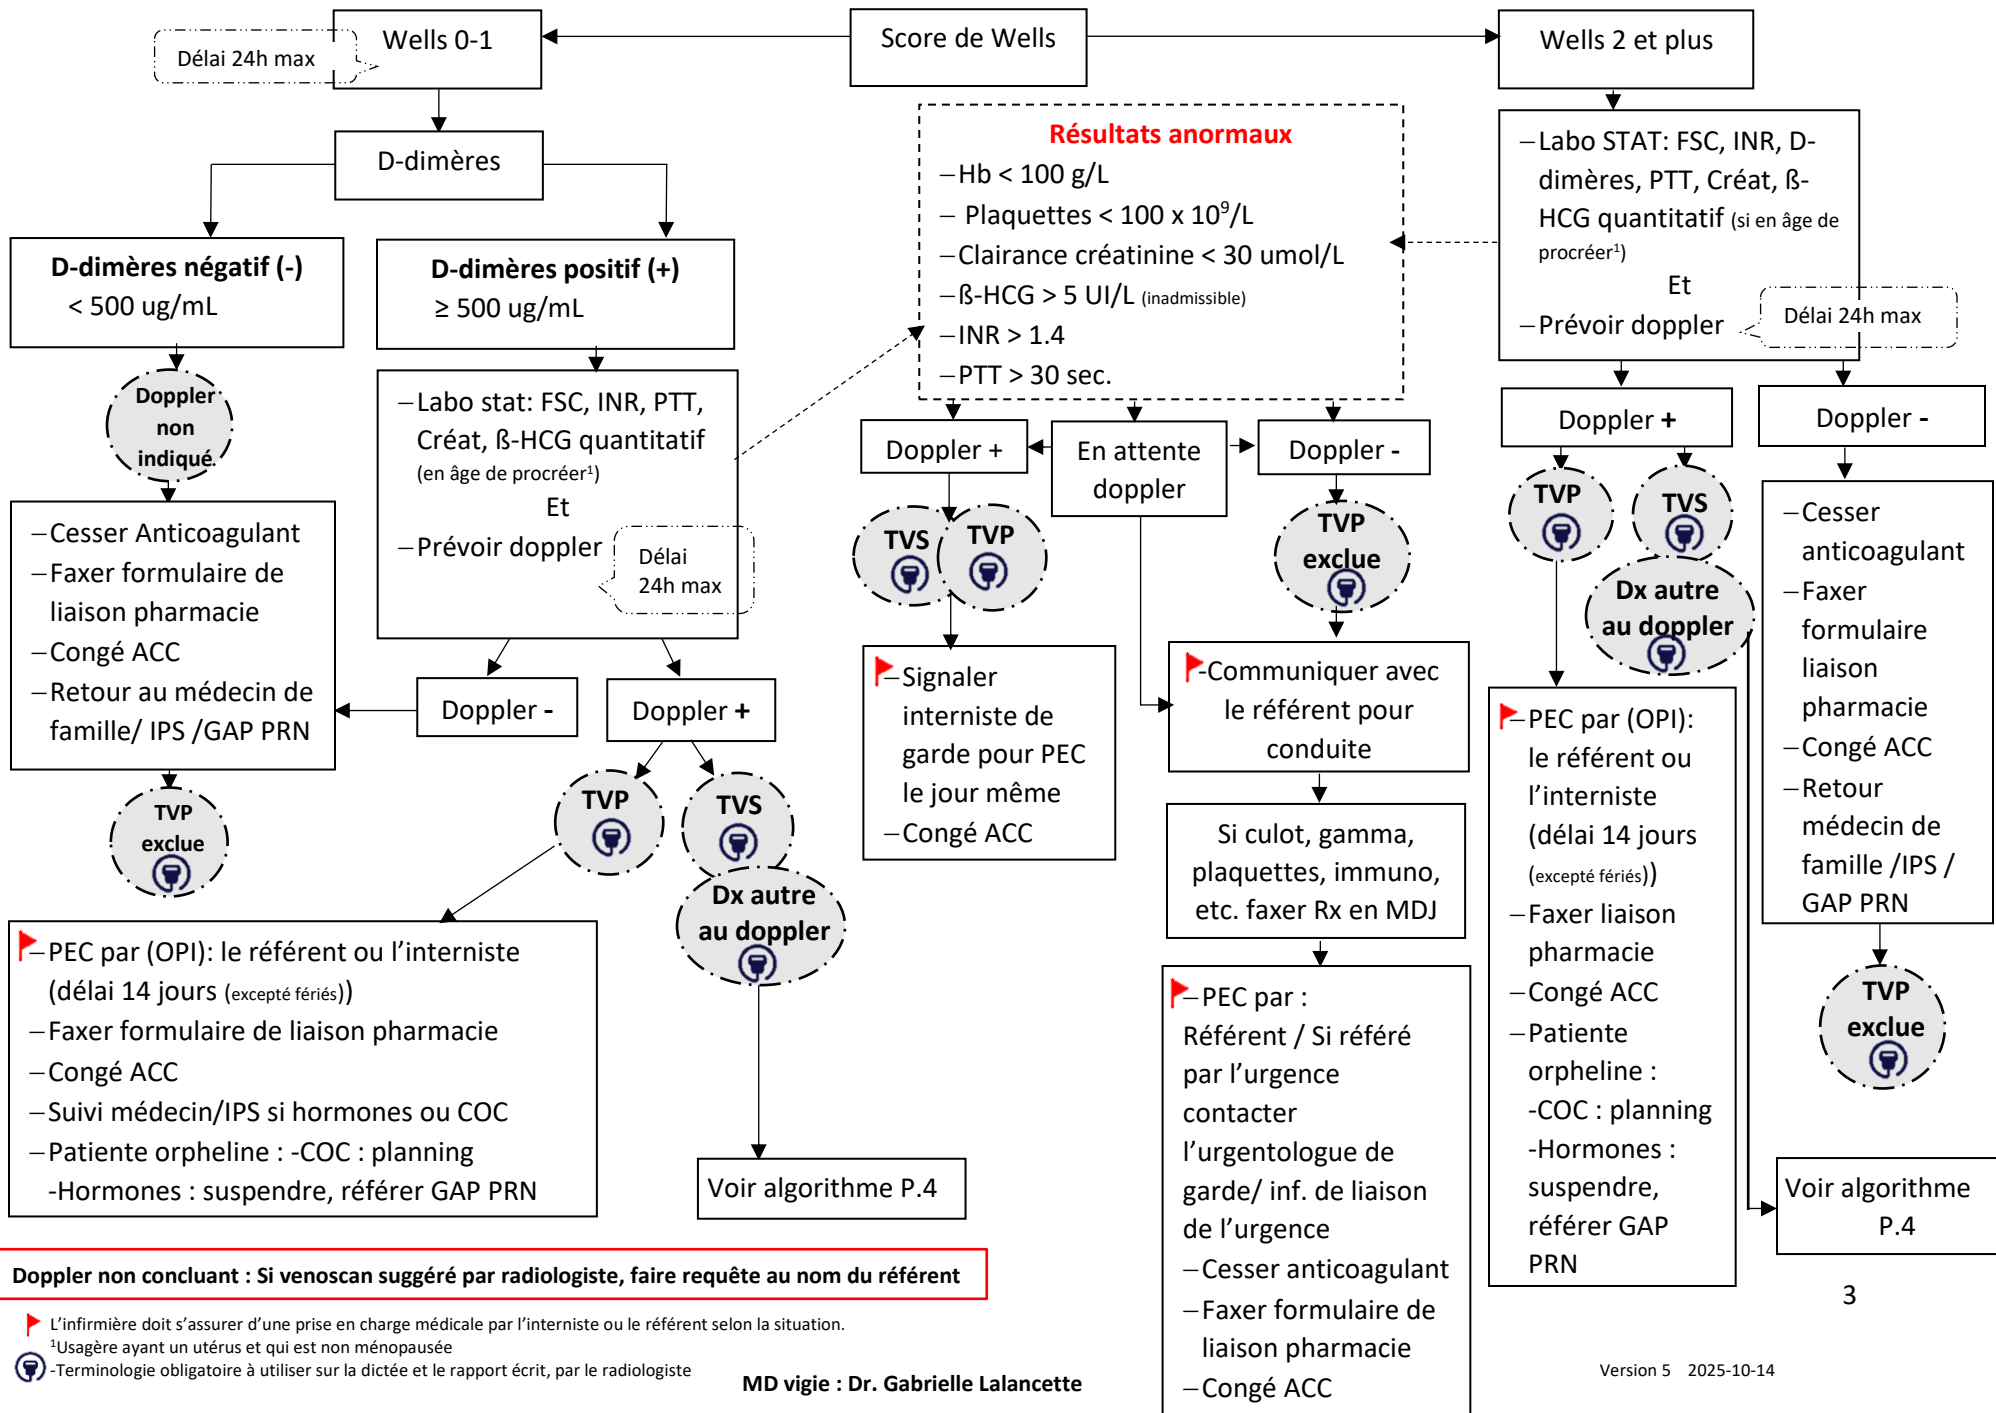 Délai 24h max
Wells 0-1
Score de Wells
Wells 2 et plus
D-dimères
Résultats anormaux
–Hb < 100 g/L
– Plaquettes < 100 x 10⁹/L
–Clairance créatinine < 30 umol/L
–ß-HCG > 5 UI/L (inadmissible)
–INR > 1.4
–PTT > 30 sec.
–Labo STAT: FSC, INR, D-
dimères, PTT, Créat, ß-
HCG quantitatif (si en âge de
procréer¹)
Et
–Prévoir doppler
Délai 24h max
D-dimères négatif (-)
< 500 ug/mL
D-dimères positif (+)
≥ 500 ug/mL
Doppler
non
indiqué
–Labo stat: FSC, INR, PTT,
Créat, ß-HCG quantitatif
(en âge de procréer¹)
Et
–Prévoir doppler
Délai
24h max
Doppler +
En attente
doppler
Doppler -
Doppler +
Doppler -
–Cesser Anticoagulant
–Faxer formulaire de
liaison pharmacie
–Congé ACC
–Retour au médecin de
famille/ IPS /GAP PRN
TVS
TVP
TVP
exclue
TVP
TVS
Dx autre
au doppler
–Cesser
anticoagulant
–Faxer
formulaire
liaison
pharmacie
–Congé ACC
–Retour
médecin de
famille /IPS /
GAP PRN
Doppler -
Doppler +
–Signaler
interniste de
garde pour PEC
le jour même
–Congé ACC
-Communiquer avec
le référent pour
conduite
–PEC par (OPI):
le référent ou
l’interniste
(délai 14 jours
(excepté fériés))
–Faxer liaison
pharmacie
–Congé ACC
–Patiente
orpheline :
-COC : planning
-Hormones :
suspendre,
référer GAP
PRN
TVP
exclue
TVP
TVS
Dx autre
au doppler
Si culot, gamma,
plaquettes, immuno,
etc. faxer Rx en MDJ
TVP
exclue
–PEC par (OPI): le référent ou l’interniste
(délai 14 jours (excepté fériés))
–Faxer formulaire de liaison pharmacie
–Congé ACC
–Suivi médecin/IPS si hormones ou COC
–Patiente orpheline : -COC : planning
-Hormones : suspendre, référer GAP PRN
Voir algorithme P.4
–PEC par :
Référent / Si référé
par l’urgence
contacter
l’urgentologue de
garde/ inf. de liaison
de l’urgence
–Cesser anticoagulant
–Faxer formulaire de
liaison pharmacie
–Congé ACC
Voir algorithme
P.4
Doppler non concluant : Si venoscan suggéré par radiologiste, faire requête au nom du référent
3
L’infirmière doit s’assurer d’une prise en charge médicale par l’interniste ou le référent selon la situation.
¹Usagère ayant un utérus et qui est non ménopausée
-Terminologie obligatoire à utiliser sur la dictée et le rapport écrit, par le radiologiste
MD vigie : Dr. Gabrielle Lalancette
Version 5 2025-10-14